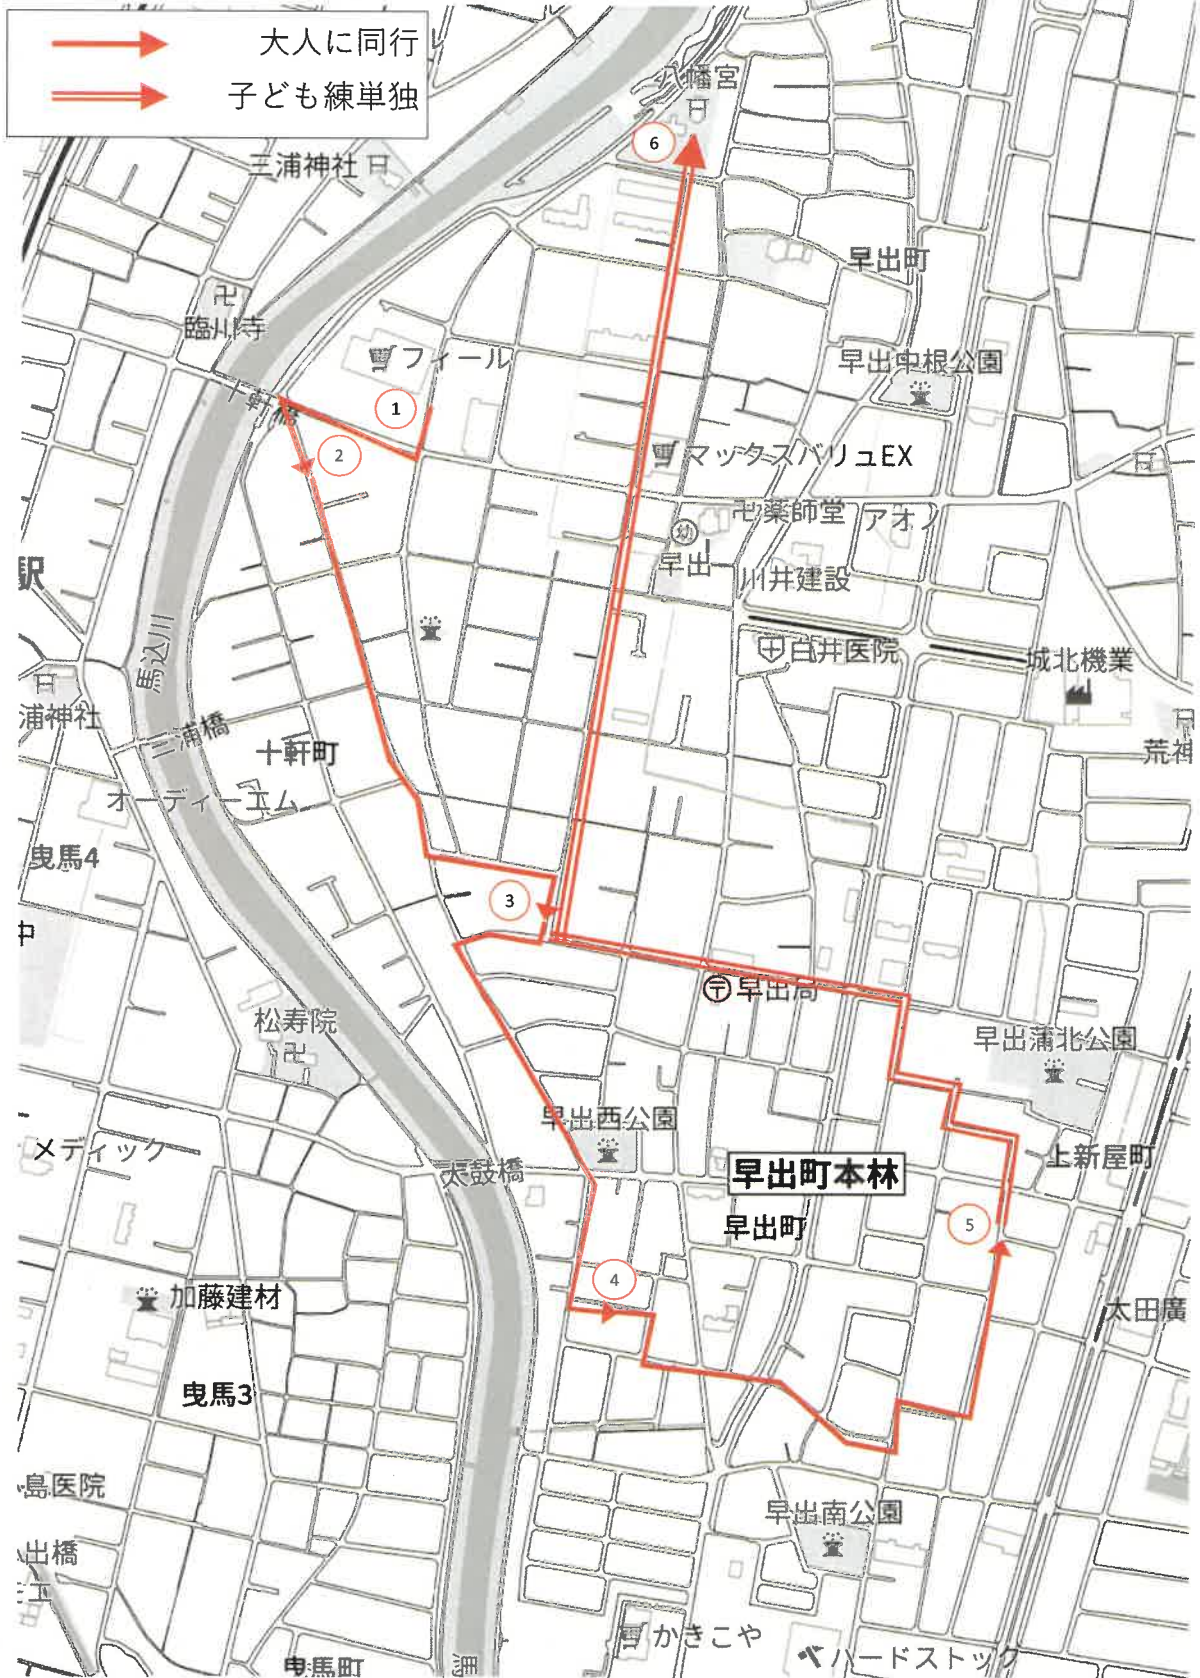 大人に同行
子ども練単独
八幡宮
6
三浦神社
早出町
臨川寺
フィール
早出中根公園
1
十軒橋
2
マックスバリュEX
薬師堂
アオノ
幼
早出
川井建設
駅
馬込川
白井医院
城北機業
浦神社
三浦橋
十軒町
荒神
オーディーエム
曳馬4
3
中
早出局
松寿院
早出蒲北公園
早出西公園
メディック
太鼓橋
早出町本林
上新屋町
早出町
5
4
加藤建材
太田廣
曳馬3
島医院
早出南公園
出橋
かきこや
ハードストック
曳馬町